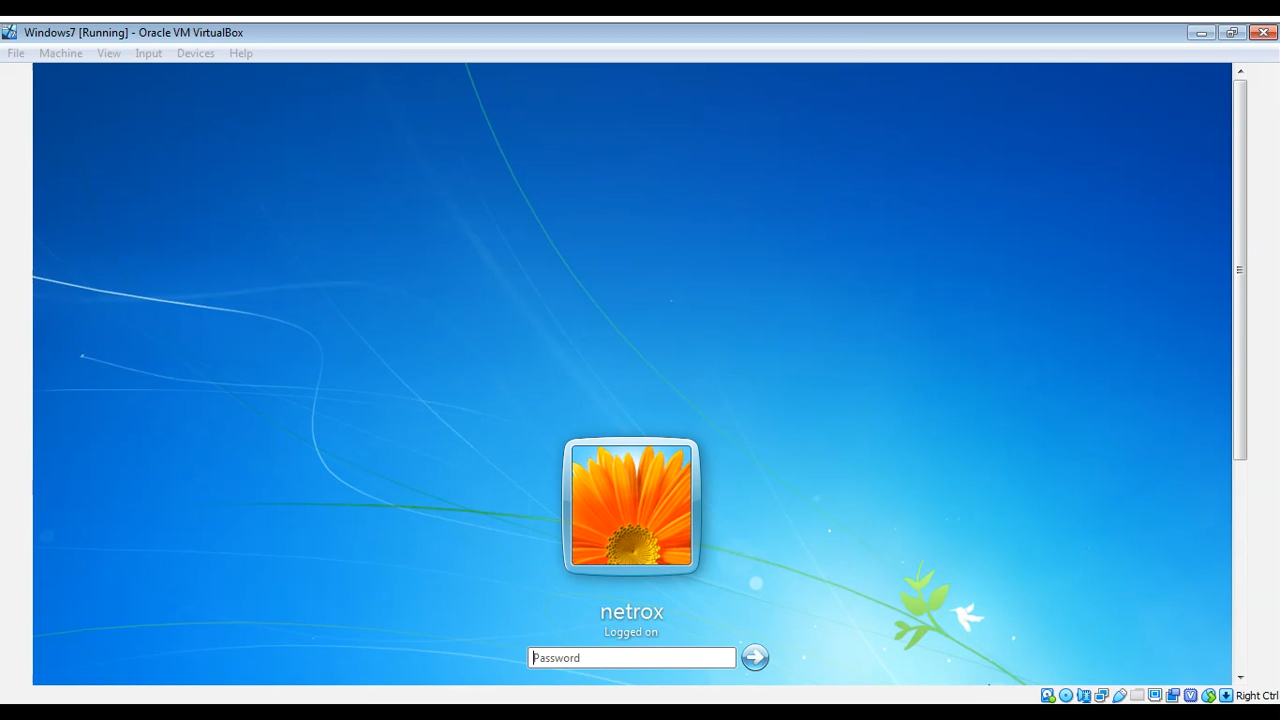 Windows7 [Running] - Oracle VM VirtualBox
File Machine View Input Devices Help
netrox
Logged on
Password
Right Ctrl